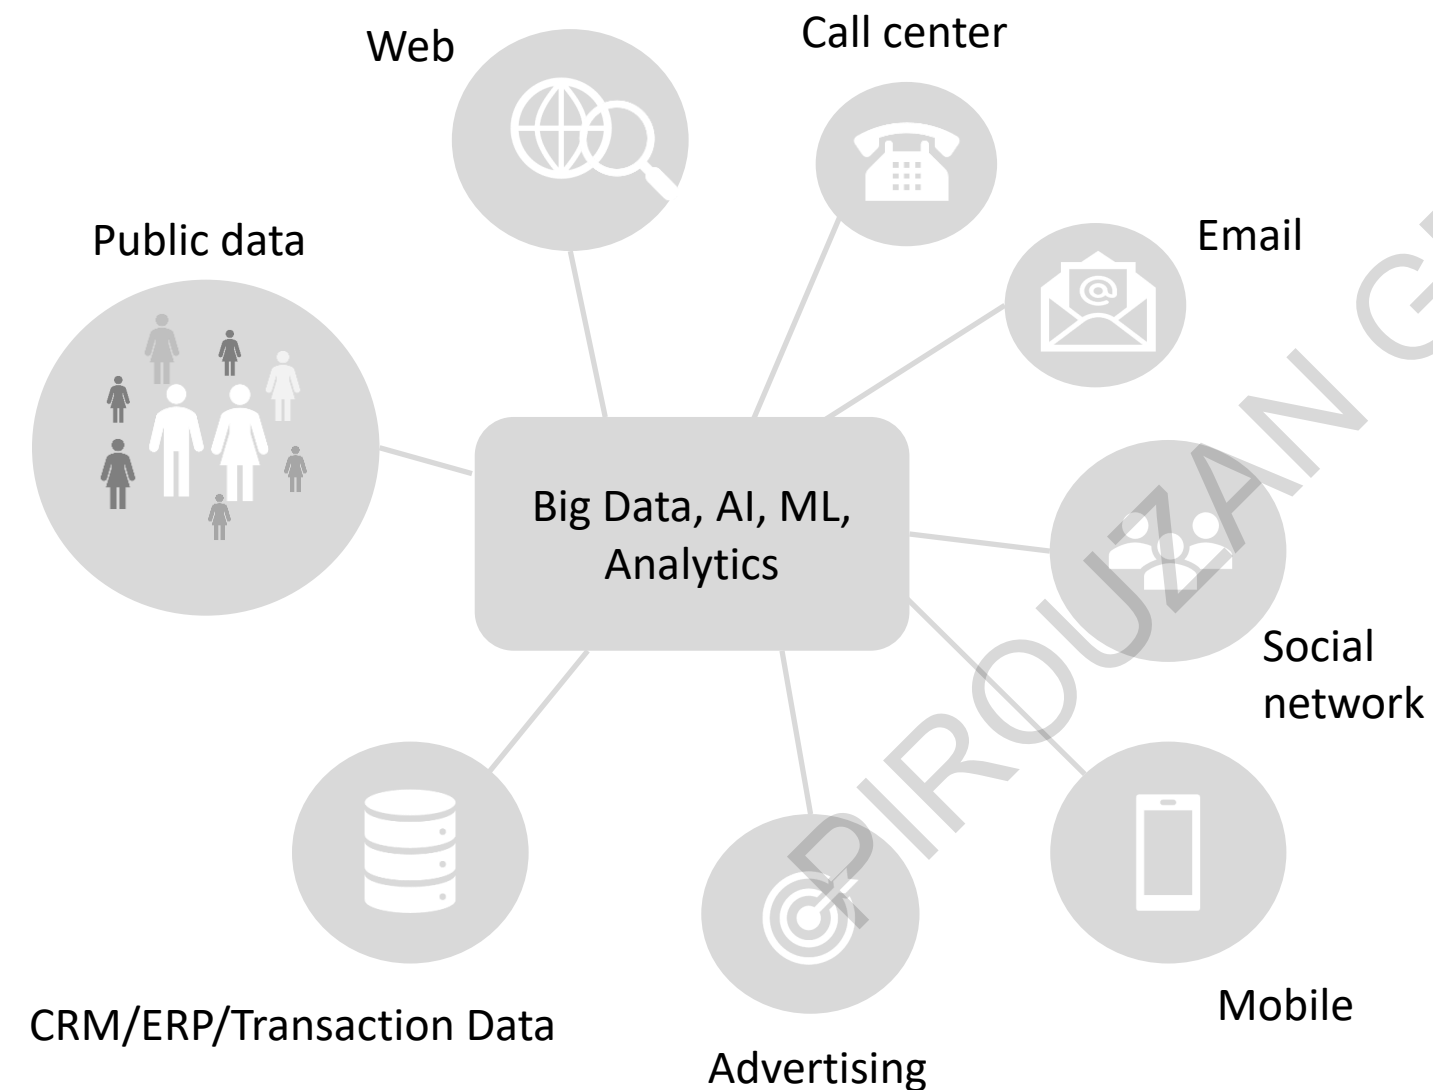 Web
Call center
Public data
Email
Big Data, AI, ML,
Analytics
Social
network
CRM/ERP/Transaction Data
Advertising
Mobile
@
PIROUZAN